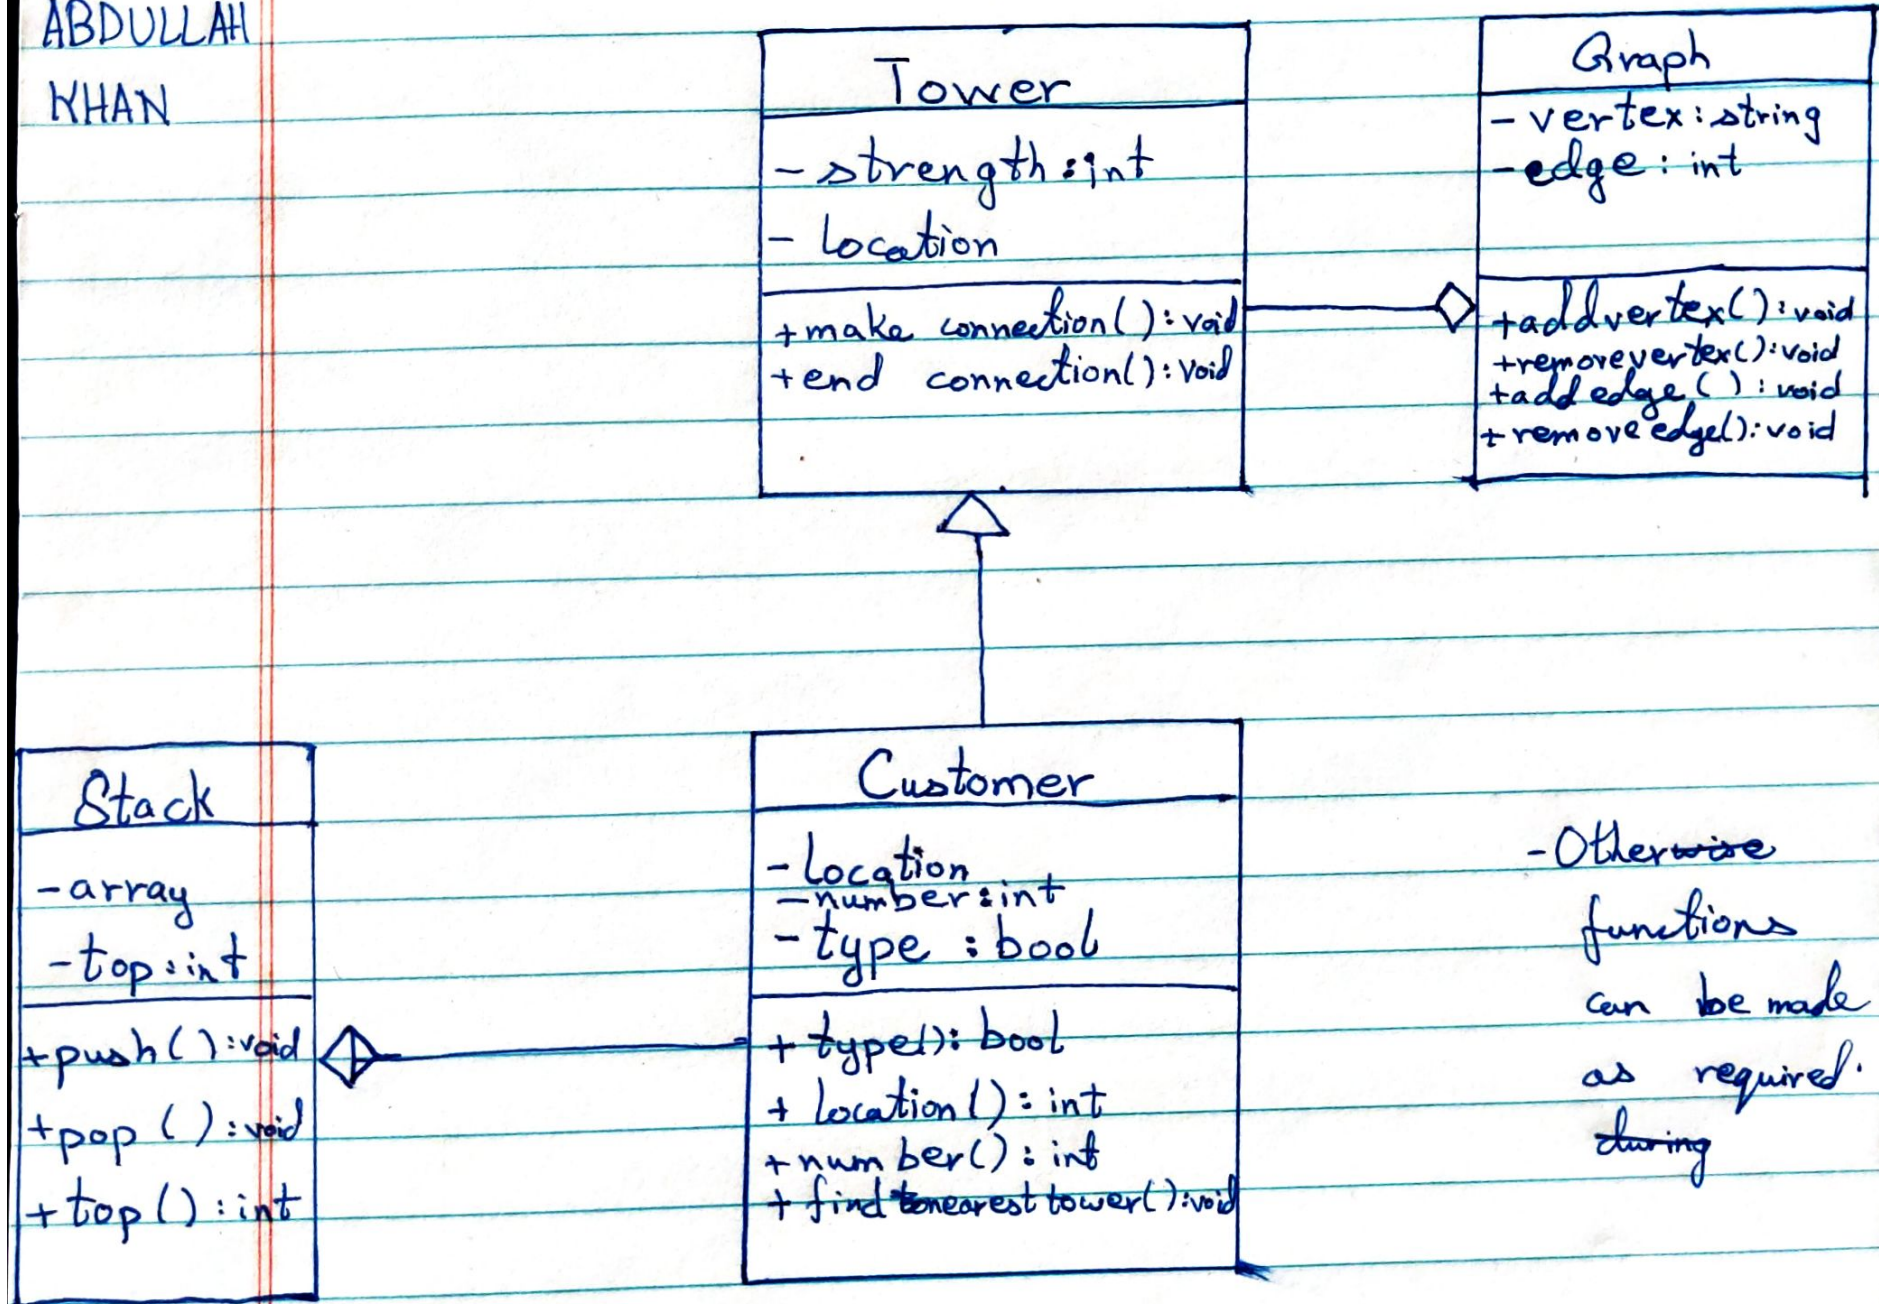 ABDULLAH
KHAN
Tower
- strength : int
- location
+ make connection() : void
+ end connection() : void
Graph
- vertex : string
- edge : int
+ addvertex() : void
+ removevertex() : void
+ add edge() : void
+ remove edge() : void
Stack
- array
- top : int
+ push() : void
+ pop() : void
+ top() : int
Customer
- location
- number : int
- type : bool
+ type() : bool
+ location() : int
+ number() : int
+ find nearest tower() : void
- Otherwise
functions
can be made
as required.
during